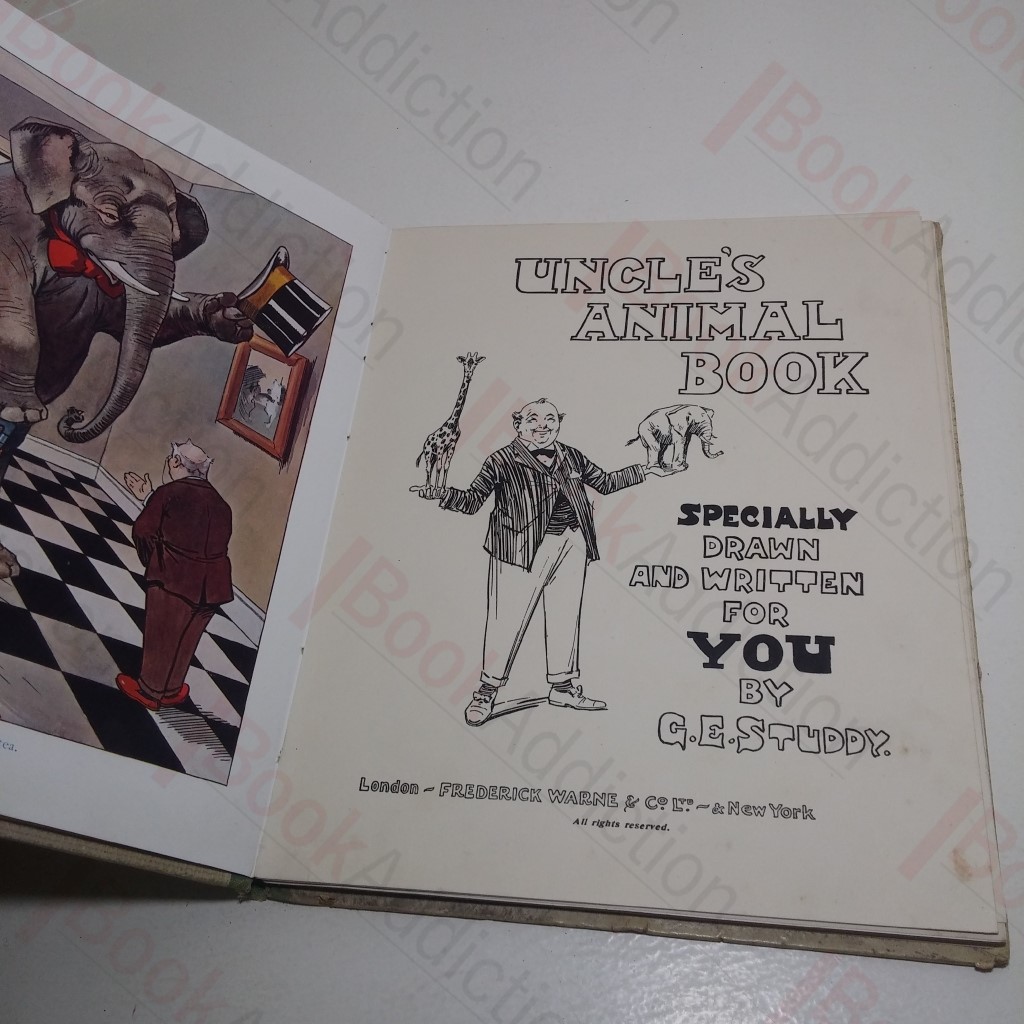 UNCLE'S
ANIMAL
BOOK
SPECIALLY
DRAWN
AND WRITTEN
FOR
YOU
BY
G.E. STUDDY.
London ~ FREDERICK WARNE & Co LTD ~ & New York
All rights reserved.
BookAddiction